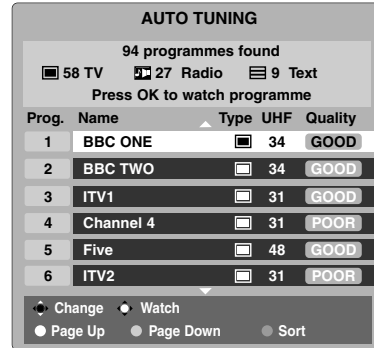 AUTO TUNING
94 programmes found
58 TV 27 Radio 9 Text
Press OK to watch programme
Prog. Name Type UHF Quality
1 BBC ONE 34 GOOD
2 BBC TWO 34 GOOD
3 ITV1 31 GOOD
4 Channel 4 31 POOR
5 Five 48 GOOD
6 ITV2 31 POOR
Change Watch
Page Up Page Down Sort